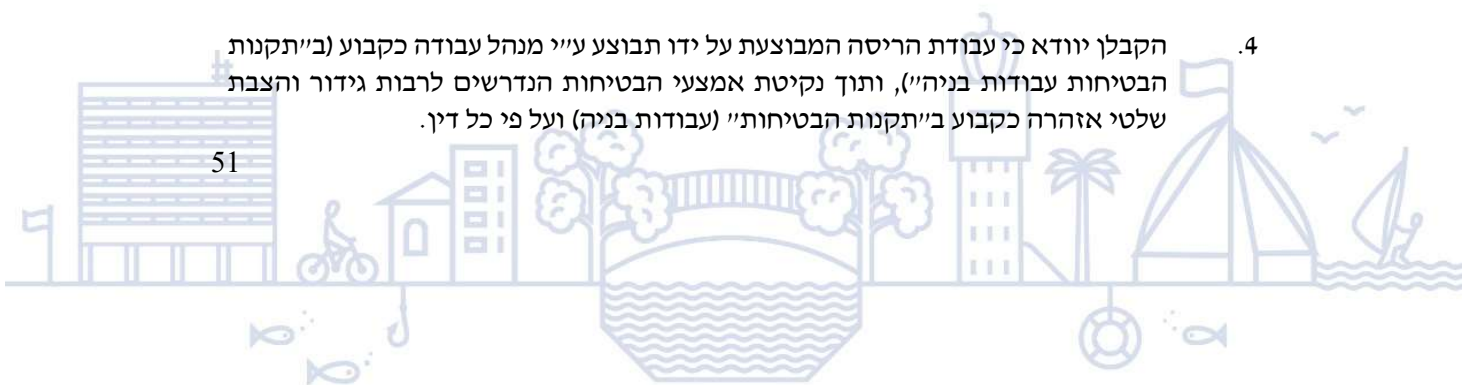 4. הקבלן יוודא כי עבודת הריסה המבוצעת על ידו תבוצע ע״י מנהל עבודה כקבוע (ב״תקנות
הבטיחות עבודות בניה״), ותוך נקיטת אמצעי הבטיחות הנדרשים לרבות גידור והצבת
שלטי אזהרה כקבוע ב״תקנות הבטיחות״ (עבודות בניה) ועל פי כל דין.
51